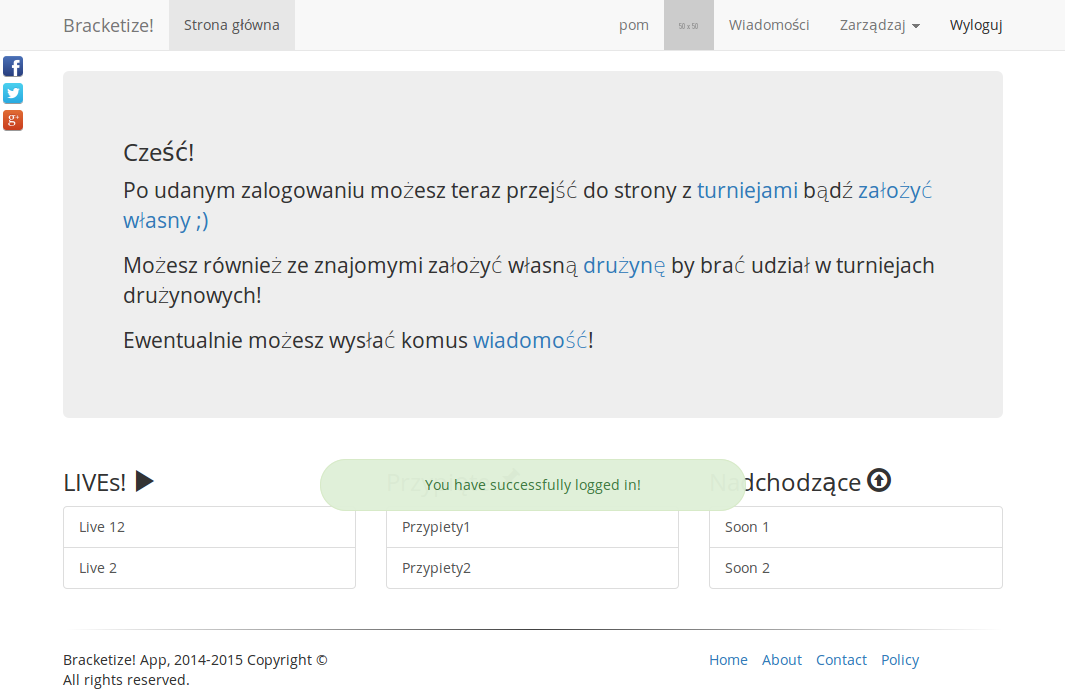 Bracketize! Strona główna pom 50 x 50 Wiadomości Zarządzaj Wyloguj
Cześć!
Po udanym zalogowaniu możesz teraz przejść do strony z turniejami bądź założyć
własny ;)
Możesz również ze znajomymi założyć własną drużynę by brać udział w turniejach
drużynowych!
Ewentualnie możesz wysłać komus wiadomość!
You have successfully logged in!
LIVEs!
Live 12
Live 2
Przypiety1
Przypiety2
Nadchodzące
Soon 1
Soon 2
Bracketize! App, 2014-2015 Copyright ©
All rights reserved.
Home About Contact Policy